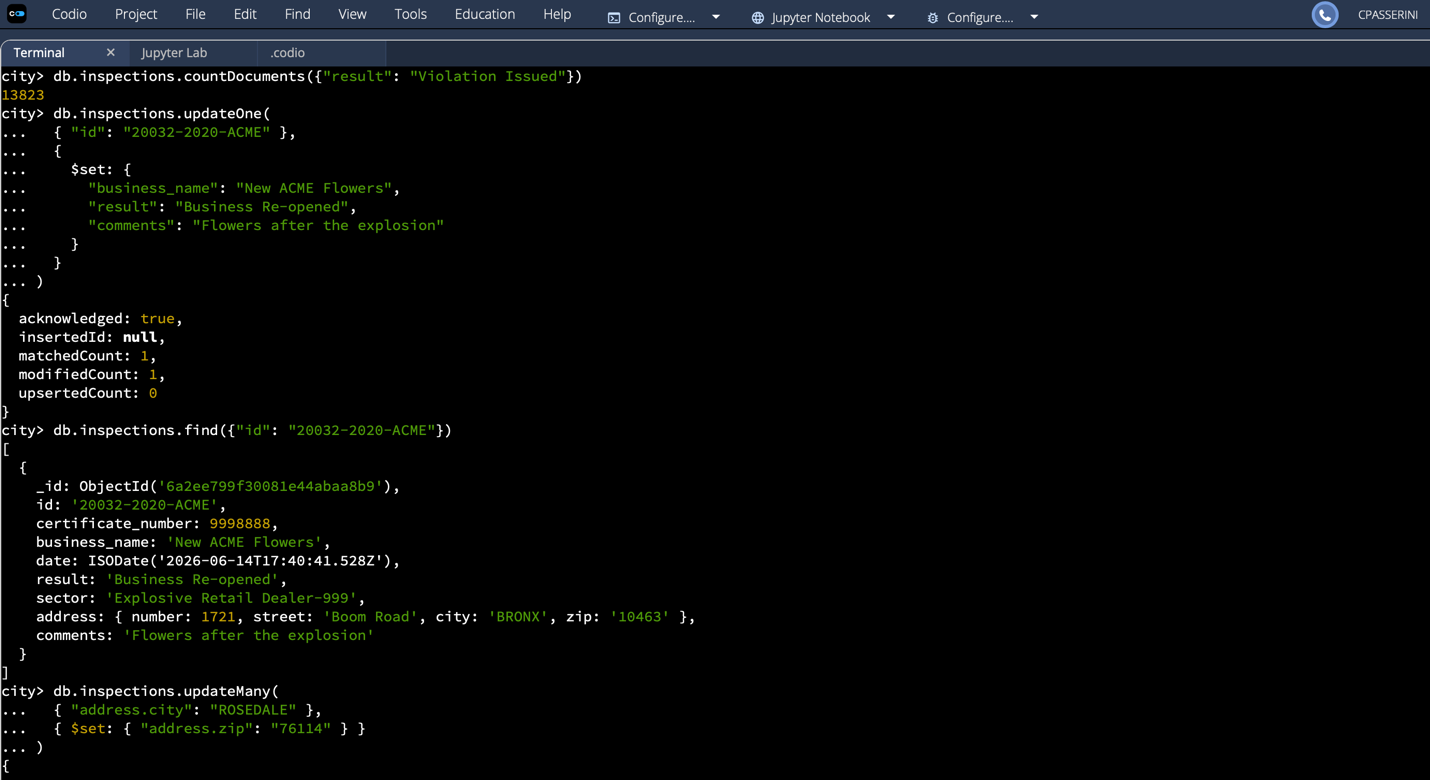 Codio Project File Edit Find View Tools Education Help Configure.... Jupyter Notebook Configure.... CPASSERINI
Terminal × Jupyter Lab .codio
city> db.inspections.countDocuments({"result": "Violation Issued"})
13823
city> db.inspections.updateOne(
...   { "id": "20032-2020-ACME" },
...   {
...     $set: {
...       "business_name": "New ACME Flowers",
...       "result": "Business Re-opened",
...       "comments": "Flowers after the explosion"
...     }
...   }
... )
{
  acknowledged: true,
  insertedId: null,
  matchedCount: 1,
  modifiedCount: 1,
  upsertedCount: 0
}
city> db.inspections.find({"id": "20032-2020-ACME"})
[
  {
    _id: ObjectId('6a2ee799f30081e44abaa8b9'),
    id: '20032-2020-ACME',
    certificate_number: 9998888,
    business_name: 'New ACME Flowers',
    date: ISODate('2026-06-14T17:40:41.528Z'),
    result: 'Business Re-opened',
    sector: 'Explosive Retail Dealer-999',
    address: { number: 1721, street: 'Boom Road', city: 'BRONX', zip: '10463' },
    comments: 'Flowers after the explosion'
  }
]
city> db.inspections.updateMany(
...   { "address.city": "ROSEDALE" },
...   { $set: { "address.zip": "76114" } }
... )
{